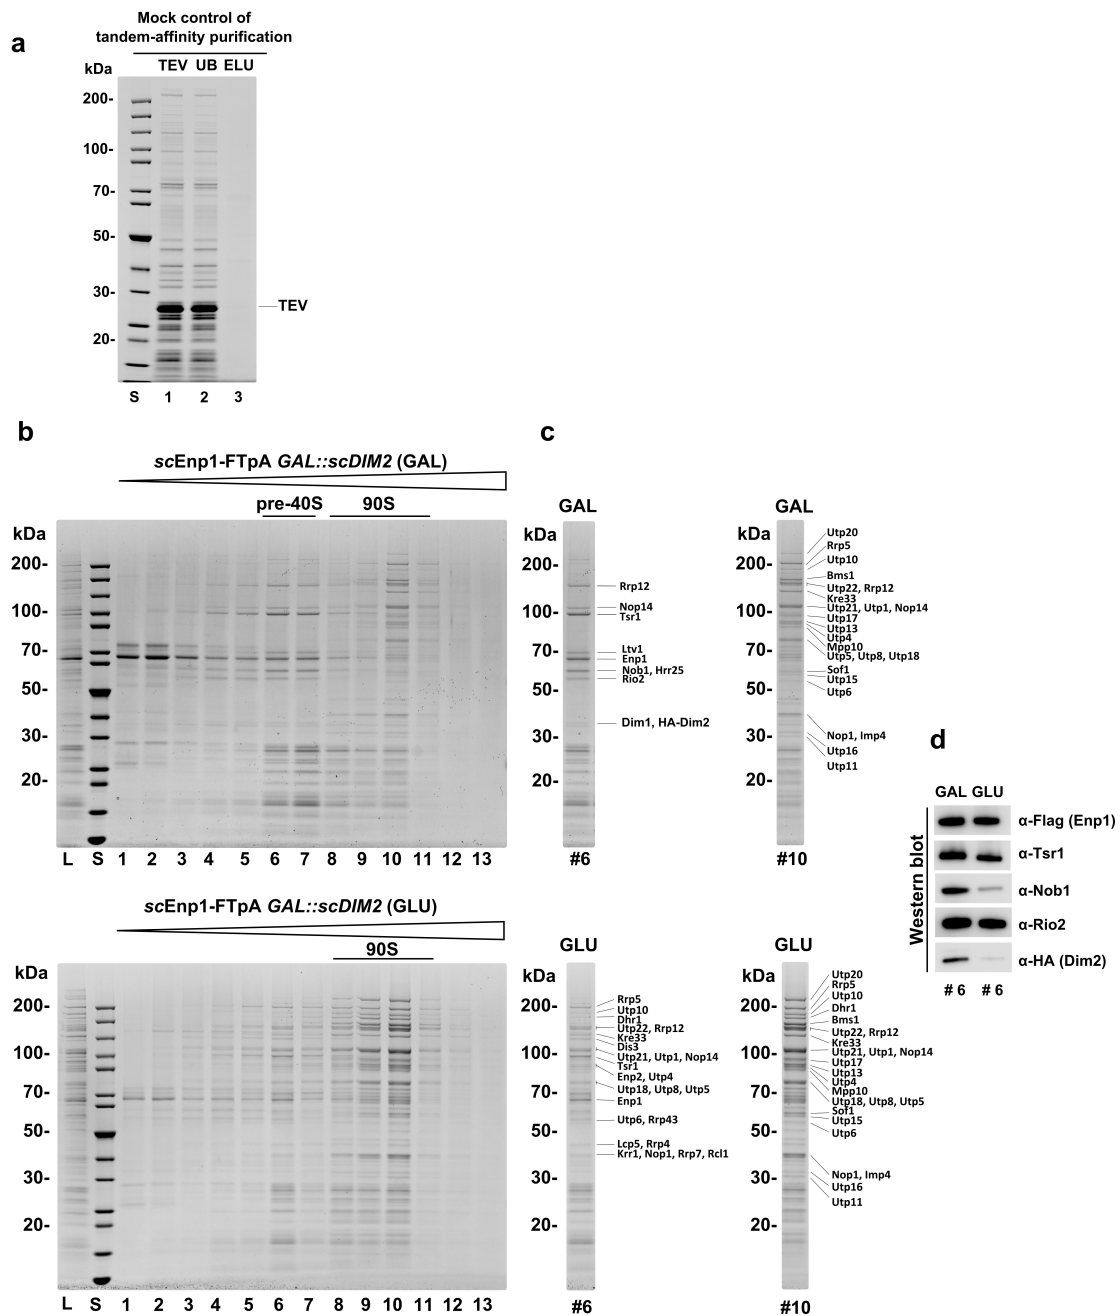 a
Mock control of
tandem-affinity purification
kDa
TEV UB ELU
200-
100-
70-
50-
30-
20-
TEV
S 1 2 3
b
scEnp1-FTpA GAL::scDIM2 (GAL)
pre-40S 90S
kDa
200-
100-
70-
50-
30-
20-
L S 1 2 3 4 5 6 7 8 9 10 11 12 13
scEnp1-FTpA GAL::scDIM2 (GLU)
90S
kDa
200-
100-
70-
50-
30-
20-
L S 1 2 3 4 5 6 7 8 9 10 11 12 13
c
GAL
kDa
200-
100-
70-
50-
30-
20-
Rrp12
Nop14
Tsr1
Ltv1
Enp1
Nob1, Hrr25
Rio2
Dim1, HA-Dim2
#6
GAL
kDa
200-
100-
70-
50-
30-
20-
Utp20
Rrp5
Utp10
Bms1
Utp22, Rrp12
Kre33
Utp21, Utp1, Nop14
Utp17
Utp13
Utp4
Mpp10
Utp5, Utp8, Utp18
Sof1
Utp15
Utp6
Nop1, Imp4
Utp16
Utp11
#10
GLU
kDa
200-
100-
70-
50-
30-
20-
Rrp5
Utp10
Dhr1
Utp22, Rrp12
Kre33
Dis3
Utp21, Utp1, Nop14
Tsr1
Enp2, Utp4
Utp18, Utp8, Utp5
Enp1
Utp6, Rrp43
Lcp5, Rrp4
Krr1, Nop1, Rrp7, Rcl1
#6
GLU
kDa
200-
100-
70-
50-
30-
20-
Utp20
Rrp5
Utp10
Dhr1
Bms1
Utp22, Rrp12
Kre33
Utp21, Utp1, Nop14
Utp17
Utp13
Utp4
Mpp10
Utp18, Utp8, Utp5
Sof1
Utp15
Utp6
Nop1, Imp4
Utp16
Utp11
#10
d
GAL GLU
Western blot
α-Flag (Enp1)
α-Tsr1
α-Nob1
α-Rio2
α-HA (Dim2)
# 6 # 6